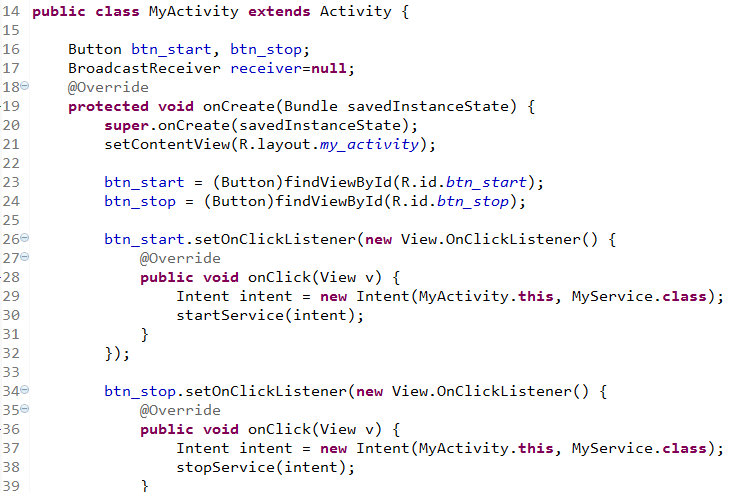 14 public class MyActivity extends Activity {
15
16     Button btn_start, btn_stop;
17     BroadcastReceiver receiver=null;
18     @Override
19     protected void onCreate(Bundle savedInstanceState) {
20         super.onCreate(savedInstanceState);
21         setContentView(R.layout.my_activity);
22
23         btn_start = (Button)findViewById(R.id.btn_start);
24         btn_stop = (Button)findViewById(R.id.btn_stop);
25
26         btn_start.setOnClickListener(new View.OnClickListener() {
27             @Override
28             public void onClick(View v) {
29                 Intent intent = new Intent(MyActivity.this, MyService.class);
30                 startService(intent);
31             }
32         });
33
34         btn_stop.setOnClickListener(new View.OnClickListener() {
35             @Override
36             public void onClick(View v) {
37                 Intent intent = new Intent(MyActivity.this, MyService.class);
38                 stopService(intent);
39             }